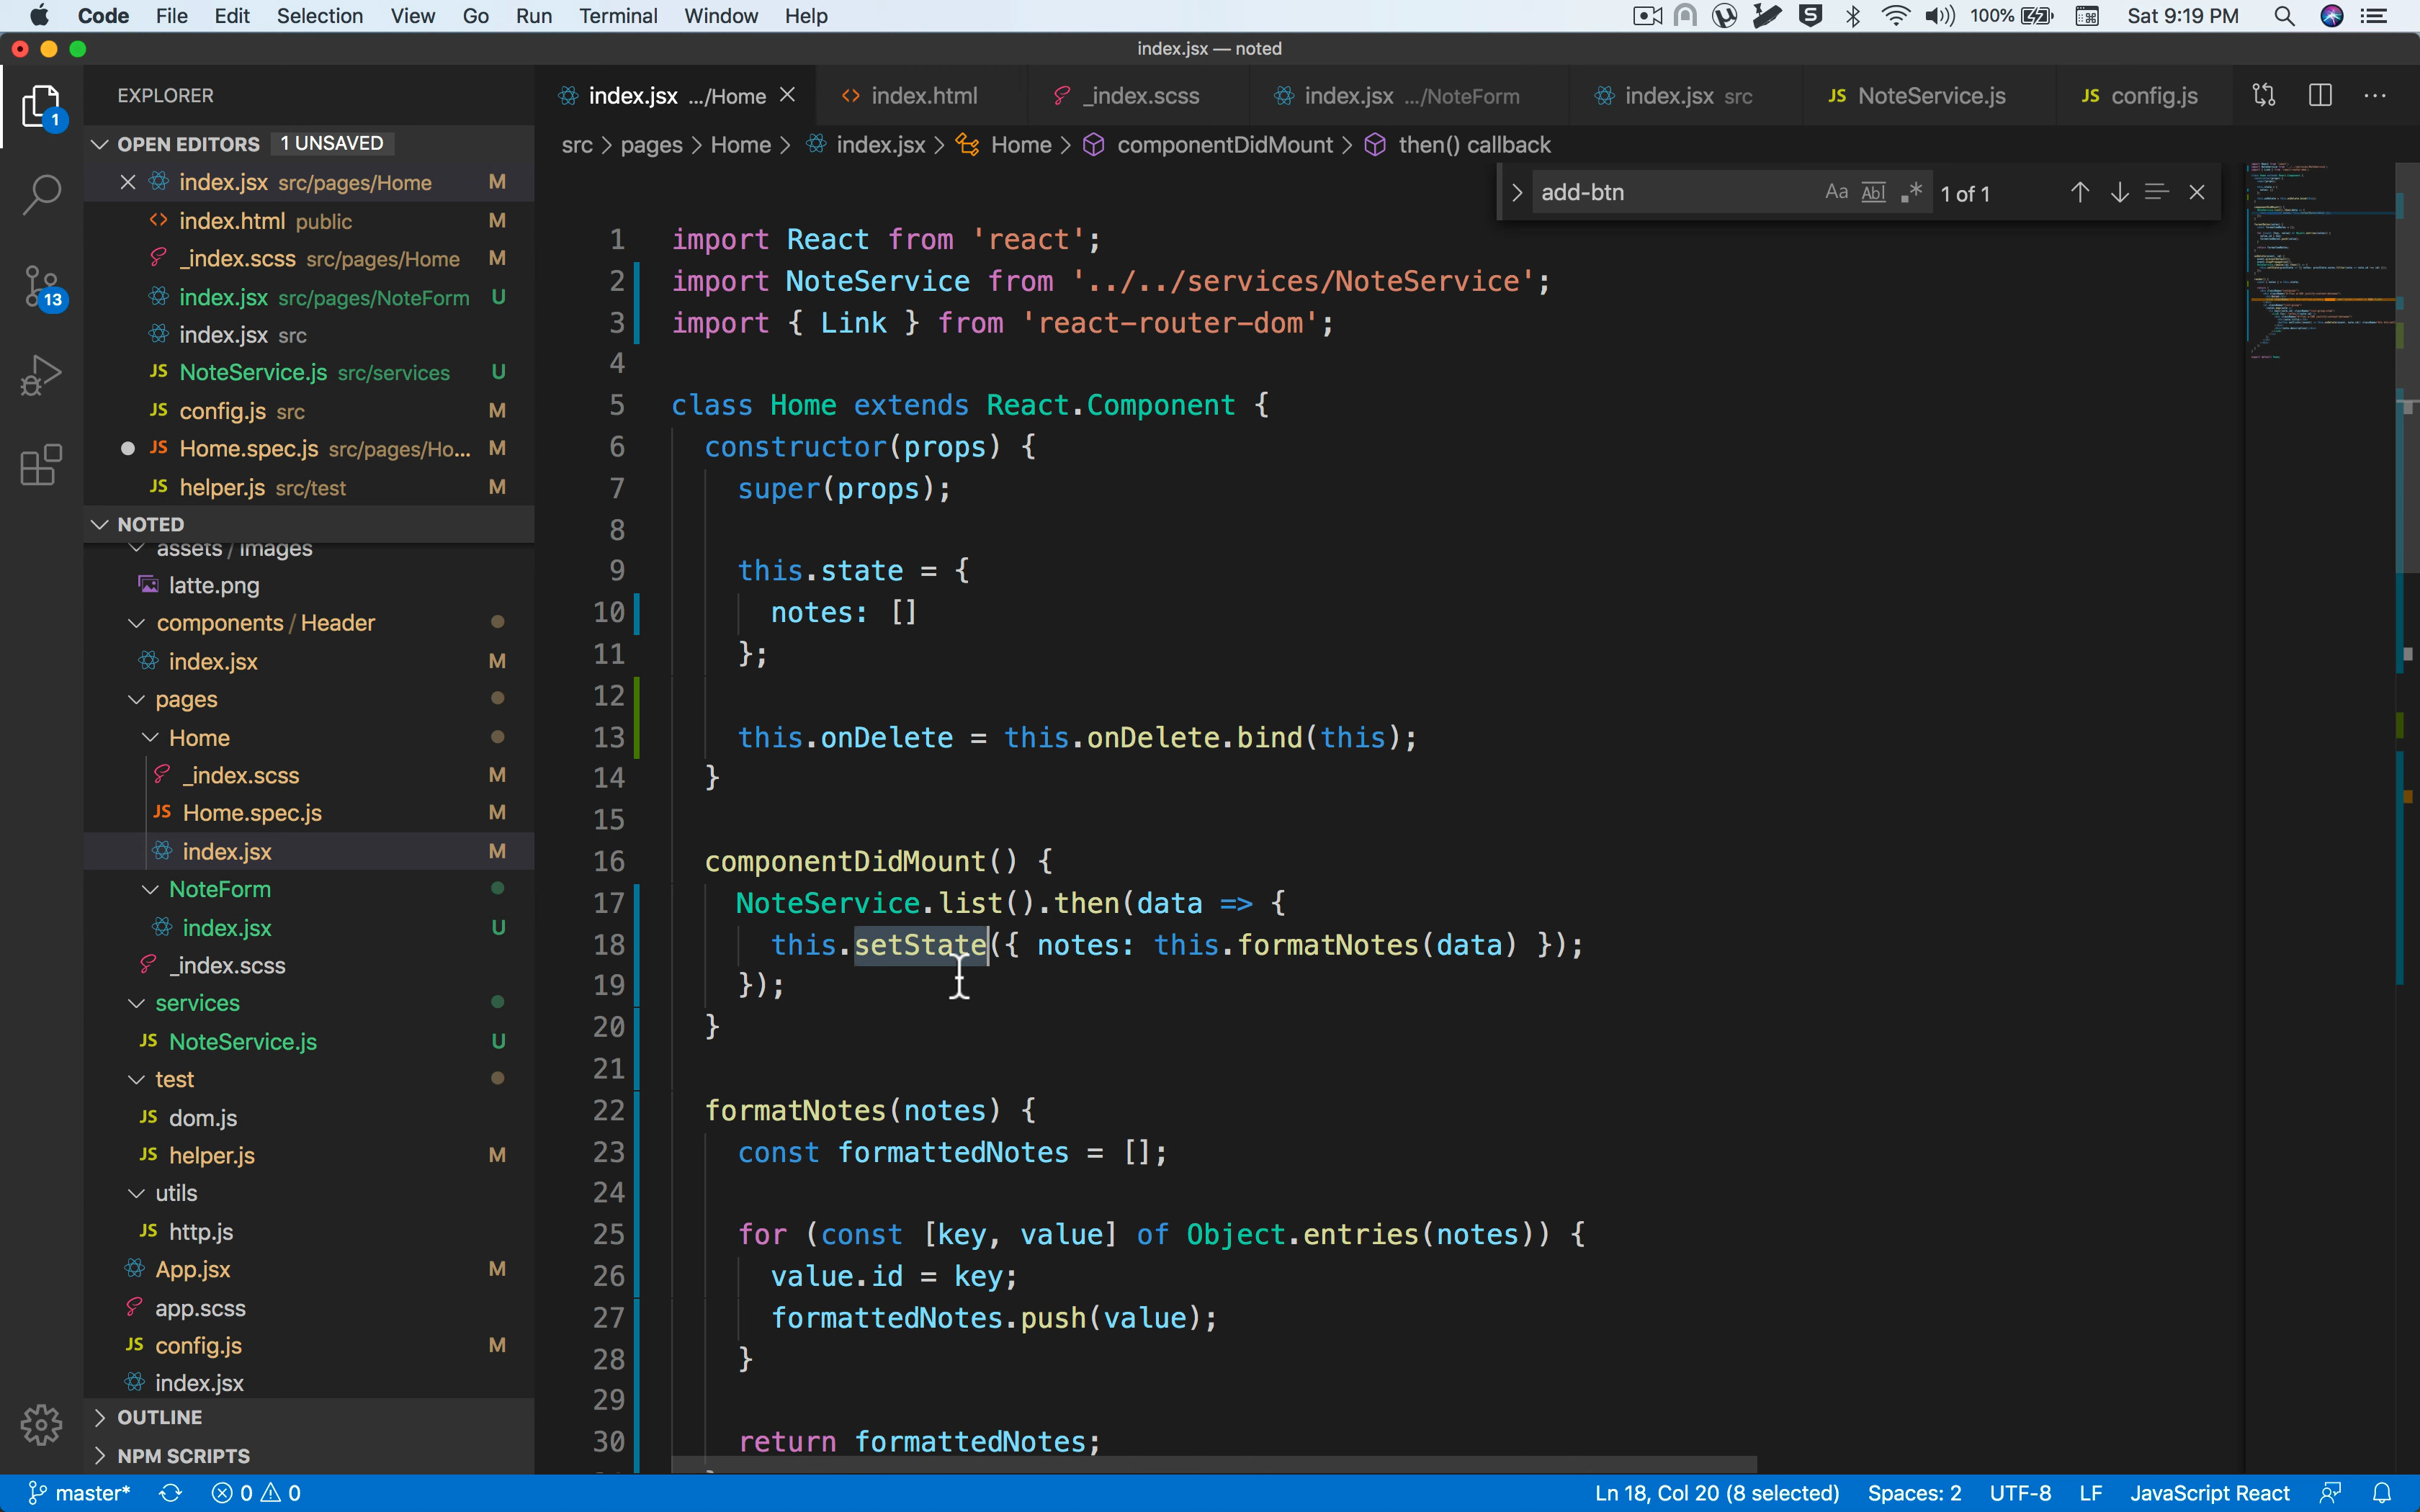 Code File Edit Selection View Go Run Terminal Window Help 100% Sat 9:19 PM
index.jsx — noted
EXPLORER
OPEN EDITORS 1 UNSAVED
index.jsx src/pages/Home M
index.html public M
_index.scss src/pages/Home M
index.jsx src/pages/NoteForm U
index.jsx src
NoteService.js src/services U
config.js src M
Home.spec.js src/pages/Ho... M
helper.js src/test M
NOTED
assets / images
latte.png
components / Header
index.jsx M
pages
Home
_index.scss M
Home.spec.js M
index.jsx M
NoteForm
index.jsx U
_index.scss
services
NoteService.js U
test
dom.js
helper.js M
utils
http.js
App.jsx M
app.scss
config.js M
index.jsx
OUTLINE
NPM SCRIPTS
index.jsx .../Home index.html _index.scss index.jsx .../NoteForm index.jsx src JS NoteService.js JS config.js
src > pages > Home > index.jsx > Home > componentDidMount > then() callback
add-btn Aa Abl .* 1 of 1
1 import React from 'react';
2 import NoteService from '../../services/NoteService';
3 import { Link } from 'react-router-dom';
4
5 class Home extends React.Component {
6 constructor(props) {
7 super(props);
8
9 this.state = {
10 notes: []
11 };
12
13 this.onDelete = this.onDelete.bind(this);
14 }
15
16 componentDidMount() {
17 NoteService.list().then(data => {
18 this.setState({ notes: this.formatNotes(data) });
19 });
20 }
21
22 formatNotes(notes) {
23 const formattedNotes = [];
24
25 for (const [key, value] of Object.entries(notes)) {
26 value.id = key;
27 formattedNotes.push(value);
28 }
29
30 return formattedNotes;
master* 0 0 Ln 18, Col 20 (8 selected) Spaces: 2 UTF-8 LF JavaScript React